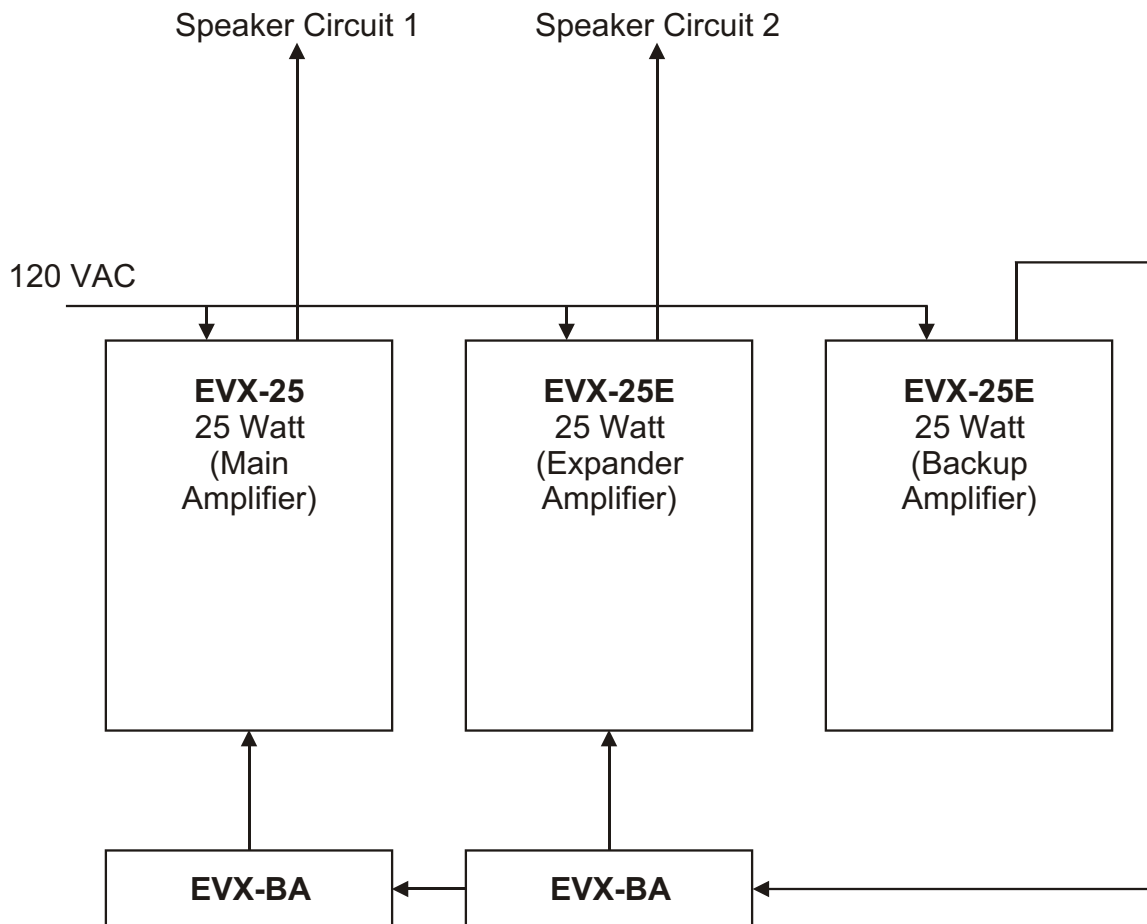 Speaker Circuit 1
Speaker Circuit 2
120 VAC
EVX-25
25 Watt
(Main
Amplifier)
EVX-25E
25 Watt
(Expander
Amplifier)
EVX-25E
25 Watt
(Backup
Amplifier)
EVX-BA
EVX-BA